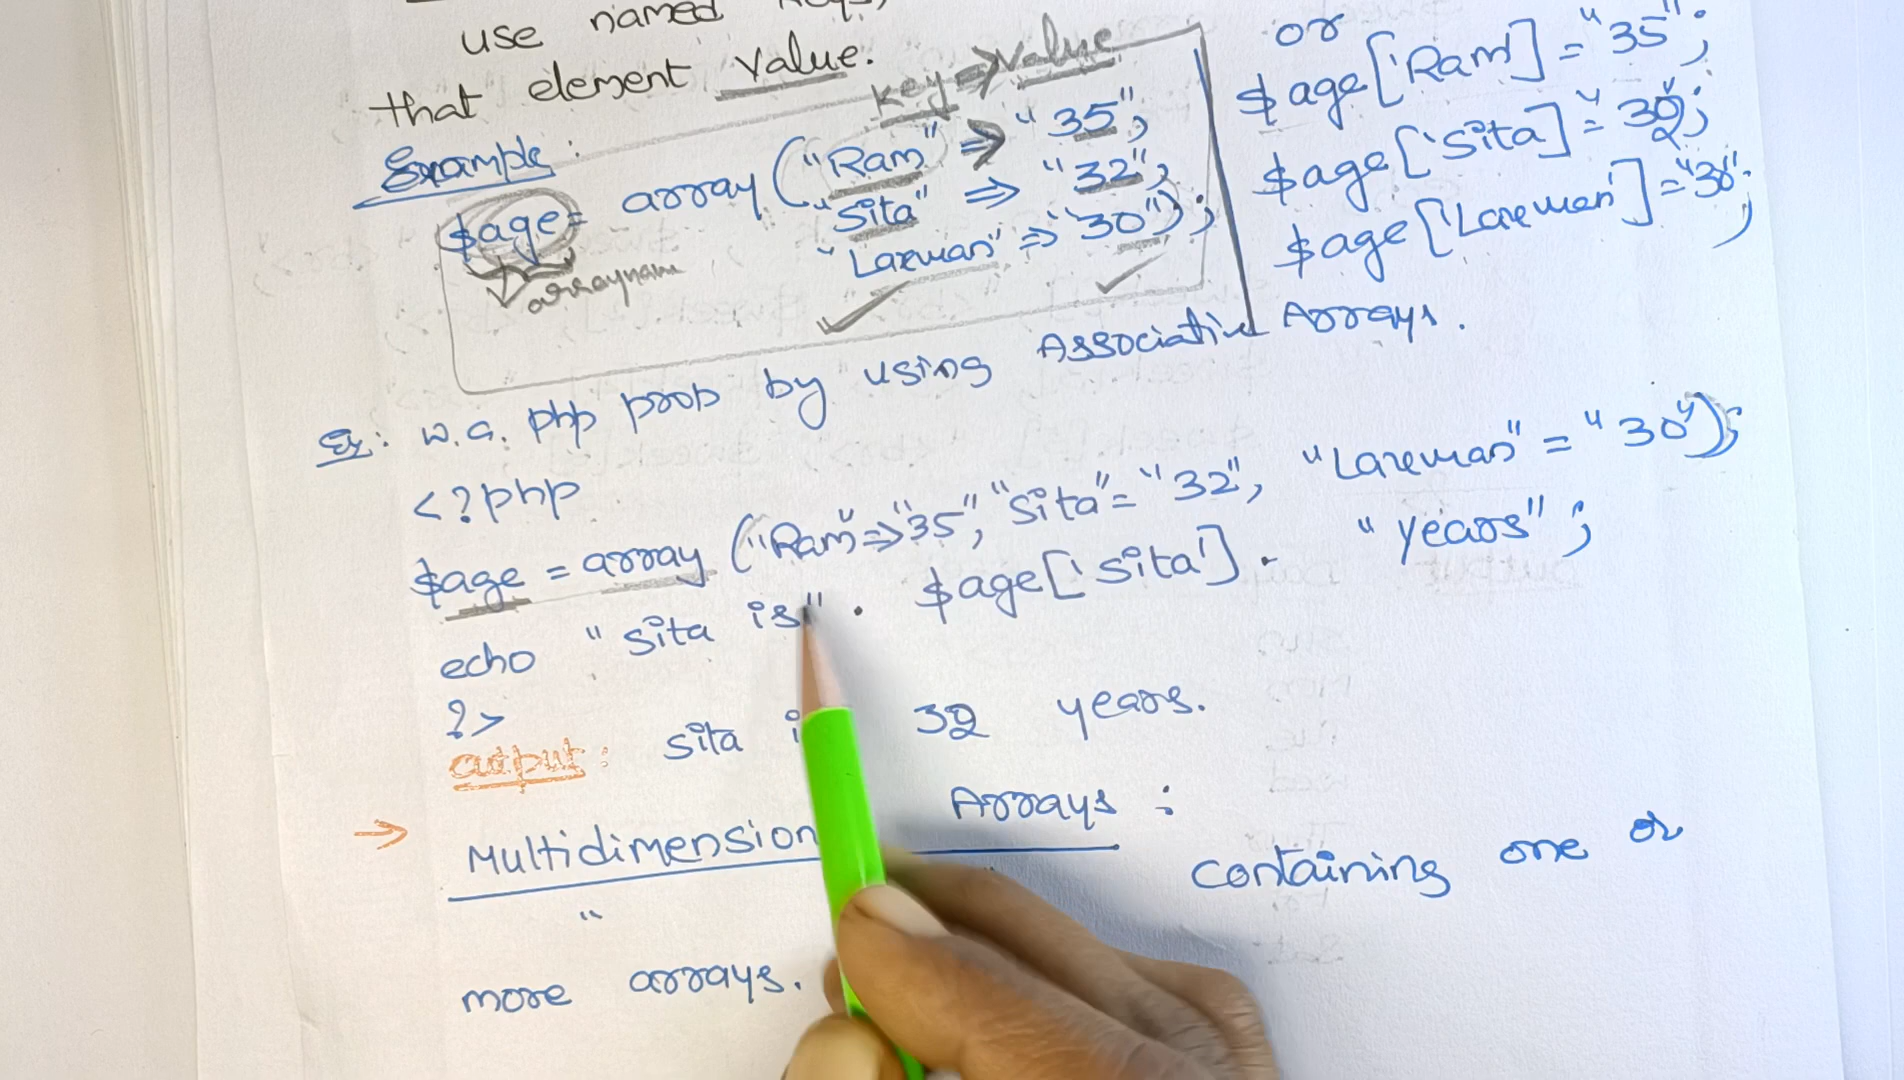 use named keys,
that element value.
key => value
Example:
$age= array ("Ram" => "35",
"Sita" => "32",
"Laxman" => "30");
arrayname
or
$age['Ram'] = "35";
$age['Sita'] = "32";
$age['Laxman'] = "30";
Ex: w.a. php prop by using Associative Arrays.
<?php
$age = array ("Ram"=>"35", "Sita"= "32", "Laxman" = "30");
echo "Sita is" . $age['Sita'] . "years";
?>
output: Sita 32 years.
Arrays :
containing one or
more arrays.